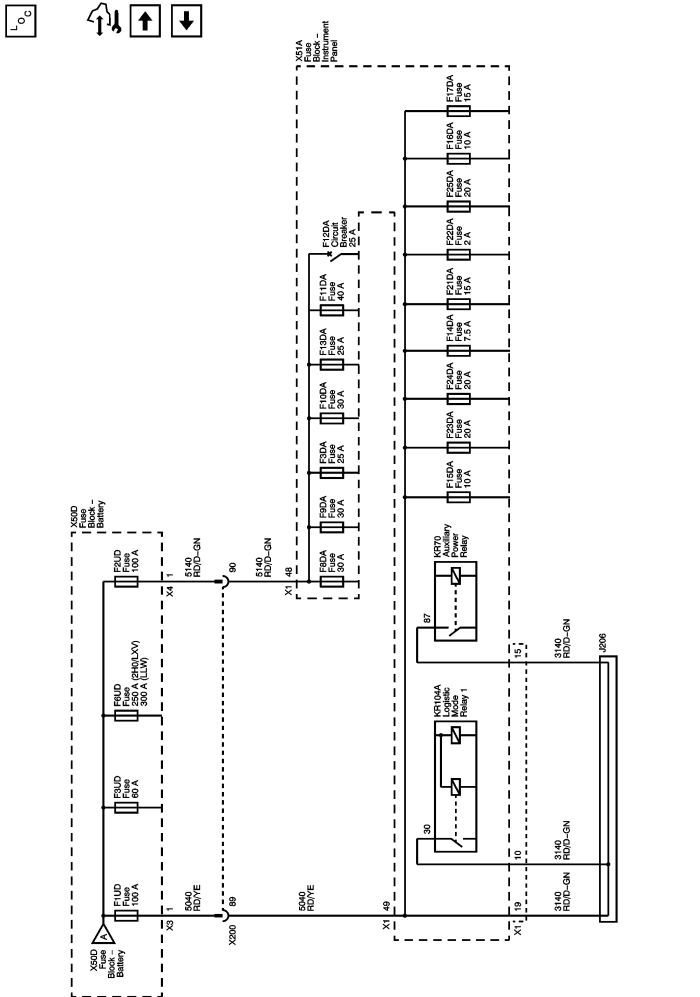 LOC
X51A
Fuse
Block –
Instrument
Panel
F17DA
Fuse
15 A
F16DA
Fuse
10 A
F25DA
Fuse
20 A
F22DA
Fuse
2 A
F21DA
Fuse
15 A
F14DA
Fuse
7.5 A
F24DA
Fuse
20 A
F23DA
Fuse
20 A
F15DA
Fuse
10 A
F12DA
Circuit
Breaker
25 A
F11DA
Fuse
40 A
F13DA
Fuse
25 A
F10DA
Fuse
30 A
F3DA
Fuse
25 A
F9DA
Fuse
30 A
F8DA
Fuse
30 A
X50D
Fuse
Block –
Battery
F2UD
Fuse
100 A
F6UD
Fuse
250 A (2H0/LXV)
300 A (LLW)
F3UD
Fuse
60 A
F1UD
Fuse
100 A
A
X50D
Fuse
Block –
Battery
1
X4
5140
RD/D–GN
90
5140
RD/D–GN
48
X1
1
X3
5040
RD/YE
89
X200
5040
RD/YE
49
X1
KR70
Auxiliary
Power
Relay
87
KR104A
Logistic
Mode
Relay 1
30
15
3140
RD/D–GN
10
3140
RD/D–GN
19
X1
3140
RD/D–GN
J206